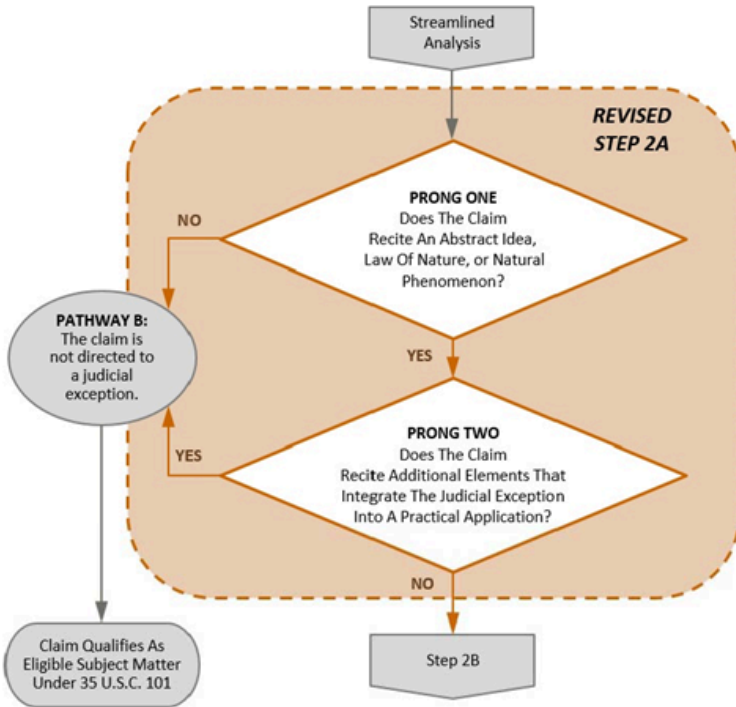 Streamlined
Analysis
REVISED
STEP 2A
PRONG ONE
Does The Claim
Recite An Abstract Idea,
Law Of Nature, or Natural
Phenomenon?
NO
PATHWAY B:
The claim is
not directed to
a judicial
exception.
YES
PRONG TWO
Does The Claim
Recite Additional Elements That
Integrate The Judicial Exception
Into A Practical Application?
YES
NO
Claim Qualifies As
Eligible Subject Matter
Under 35 U.S.C. 101
Step 2B